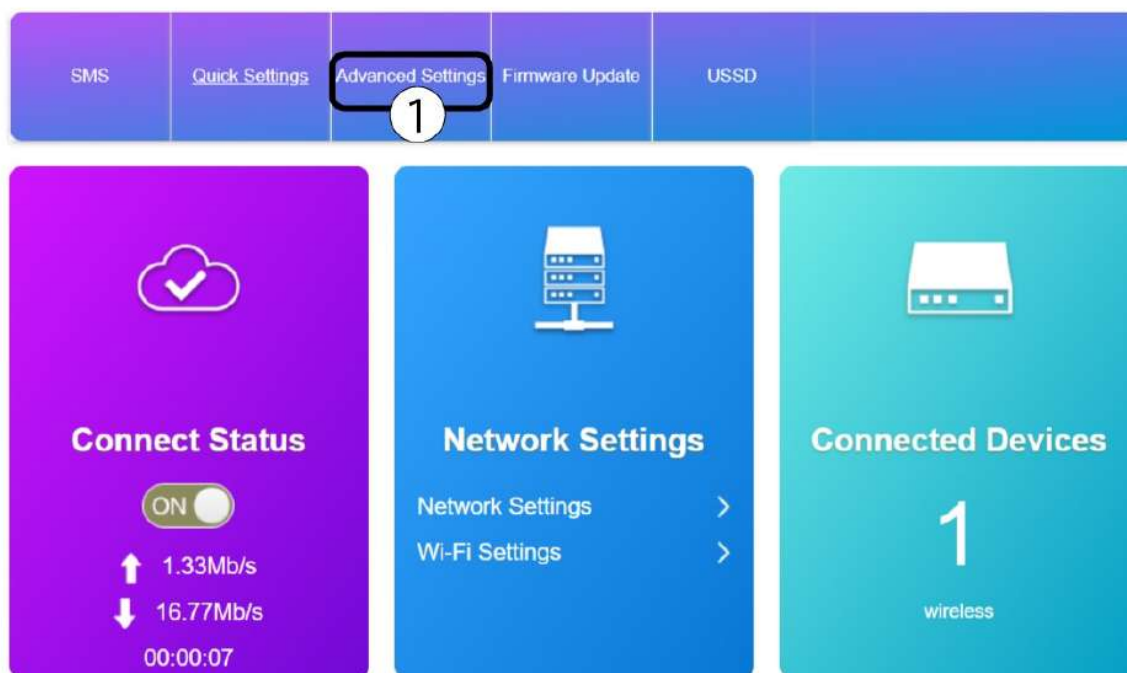 SMS
Quick Settings
Advanced Settings
Firmware Update
USSD
1
Connect Status
ON
1.33Mb/s
16.77Mb/s
00:00:07
Network Settings
Network Settings
Wi-Fi Settings
Connected Devices
1
wireless